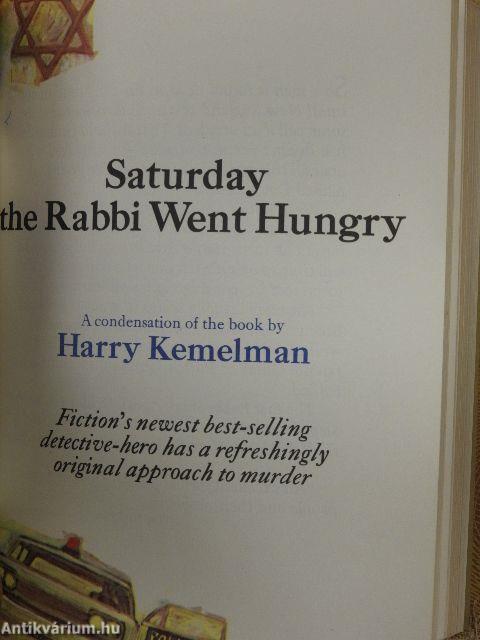 Saturday
the Rabbi Went Hungry
A condensation of the book by
Harry Kemelman
Fiction's newest best-selling
detective-hero has a refreshingly
original approach to murder
Antikvárium.hu